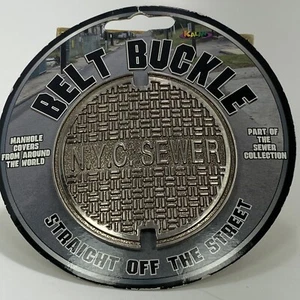 BELT BUCKLE
MANHOLE
COVERS
FROM AROUND
THE WORLD
N.Y.C. SEWER
PART OF
THE
SEWER
COLLECTION
STRAIGHT OFF THE STREET